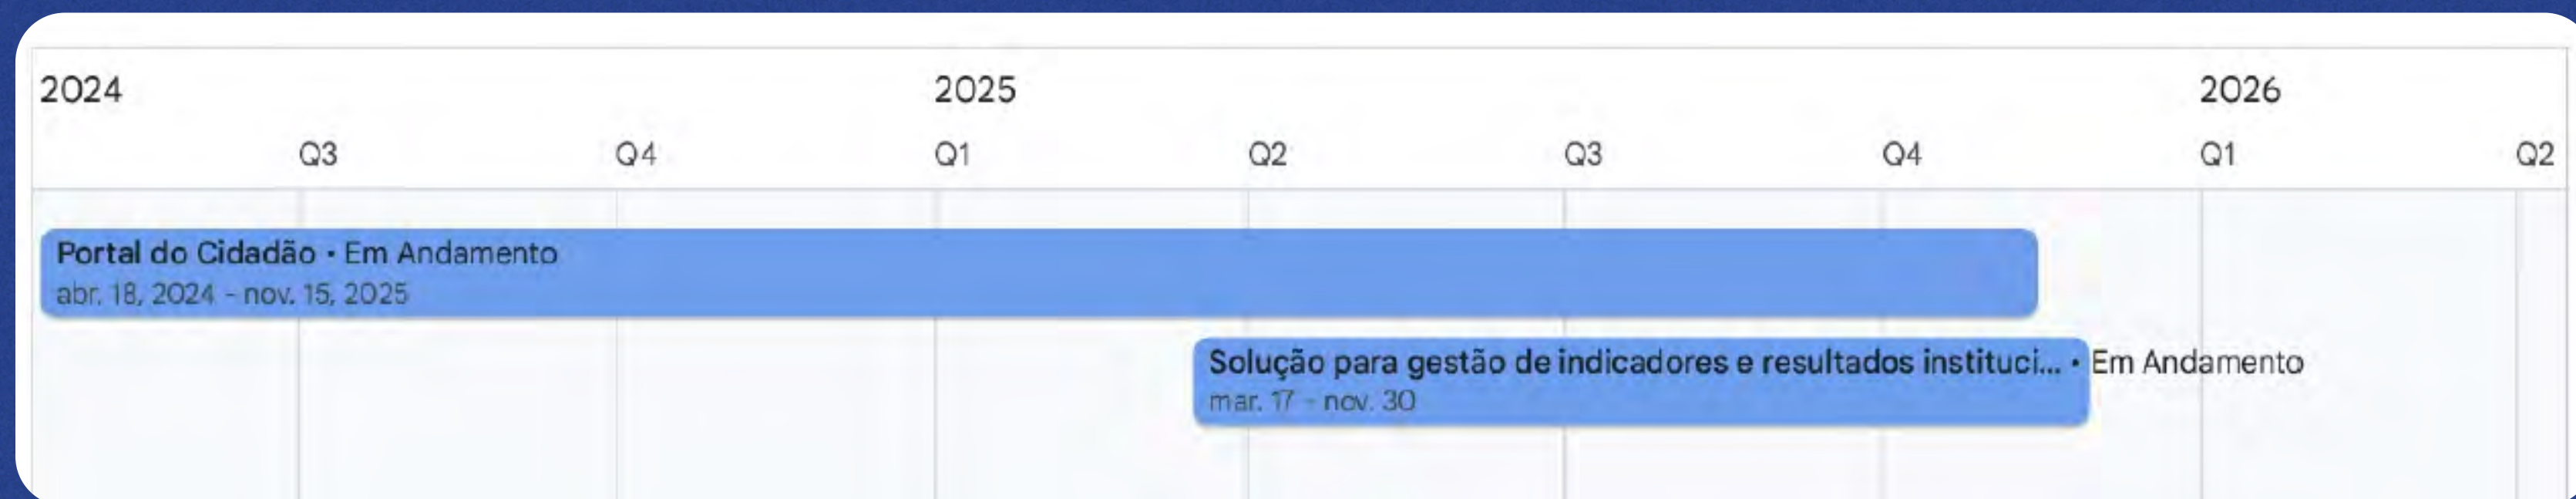 2024 2025 2026
Q3 Q4 Q1 Q2 Q3 Q4 Q1 Q2
Portal do Cidadão • Em Andamento
abr. 18, 2024 - nov. 15, 2025
Solução para gestão de indicadores e resultados instituci... • Em Andamento
mar. 17 - nov. 30